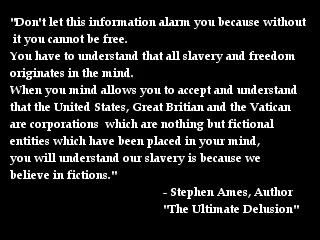 "Don't let this information alarm you because without
it you cannot be free.
You have to understand that all slavery and freedom
originates in the mind.
When you mind allows you to accept and understand
that the United States, Great Britian and the Vatican
are corporations which are nothing but fictional
entities which have been placed in your mind,
you will understand our slavery is because we
believe in fictions."
- Stephen Ames, Author
"The Ultimate Delusion"